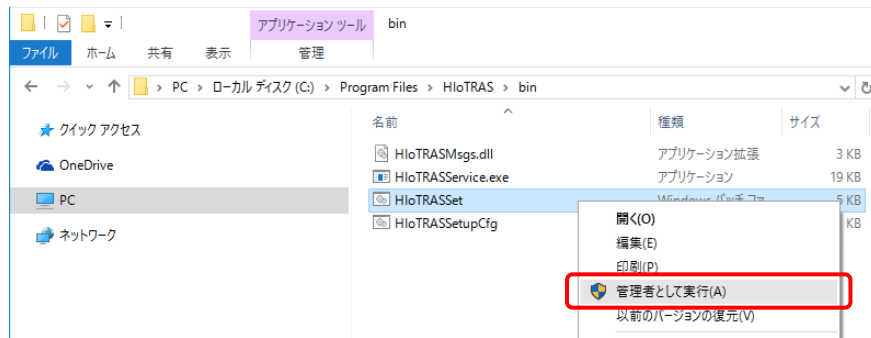 アプリケーション ツール bin
ファイル ホーム 共有 表示 管理
PC › ローカル ディスク (C:) › Program Files › HIoTRAS › bin
名前 種類 サイズ
クイック アクセス
OneDrive
PC
ネットワーク
HIoTRASMsgs.dll アプリケーション拡張 3 KB
HIoTRASService.exe アプリケーション 19 KB
HIoTRASSet Windows バッチ ファ 5 KB
HIoTRASSetupCfg KB
開く(O)
編集(E)
印刷(P)
管理者として実行(A)
以前のバージョンの復元(V)